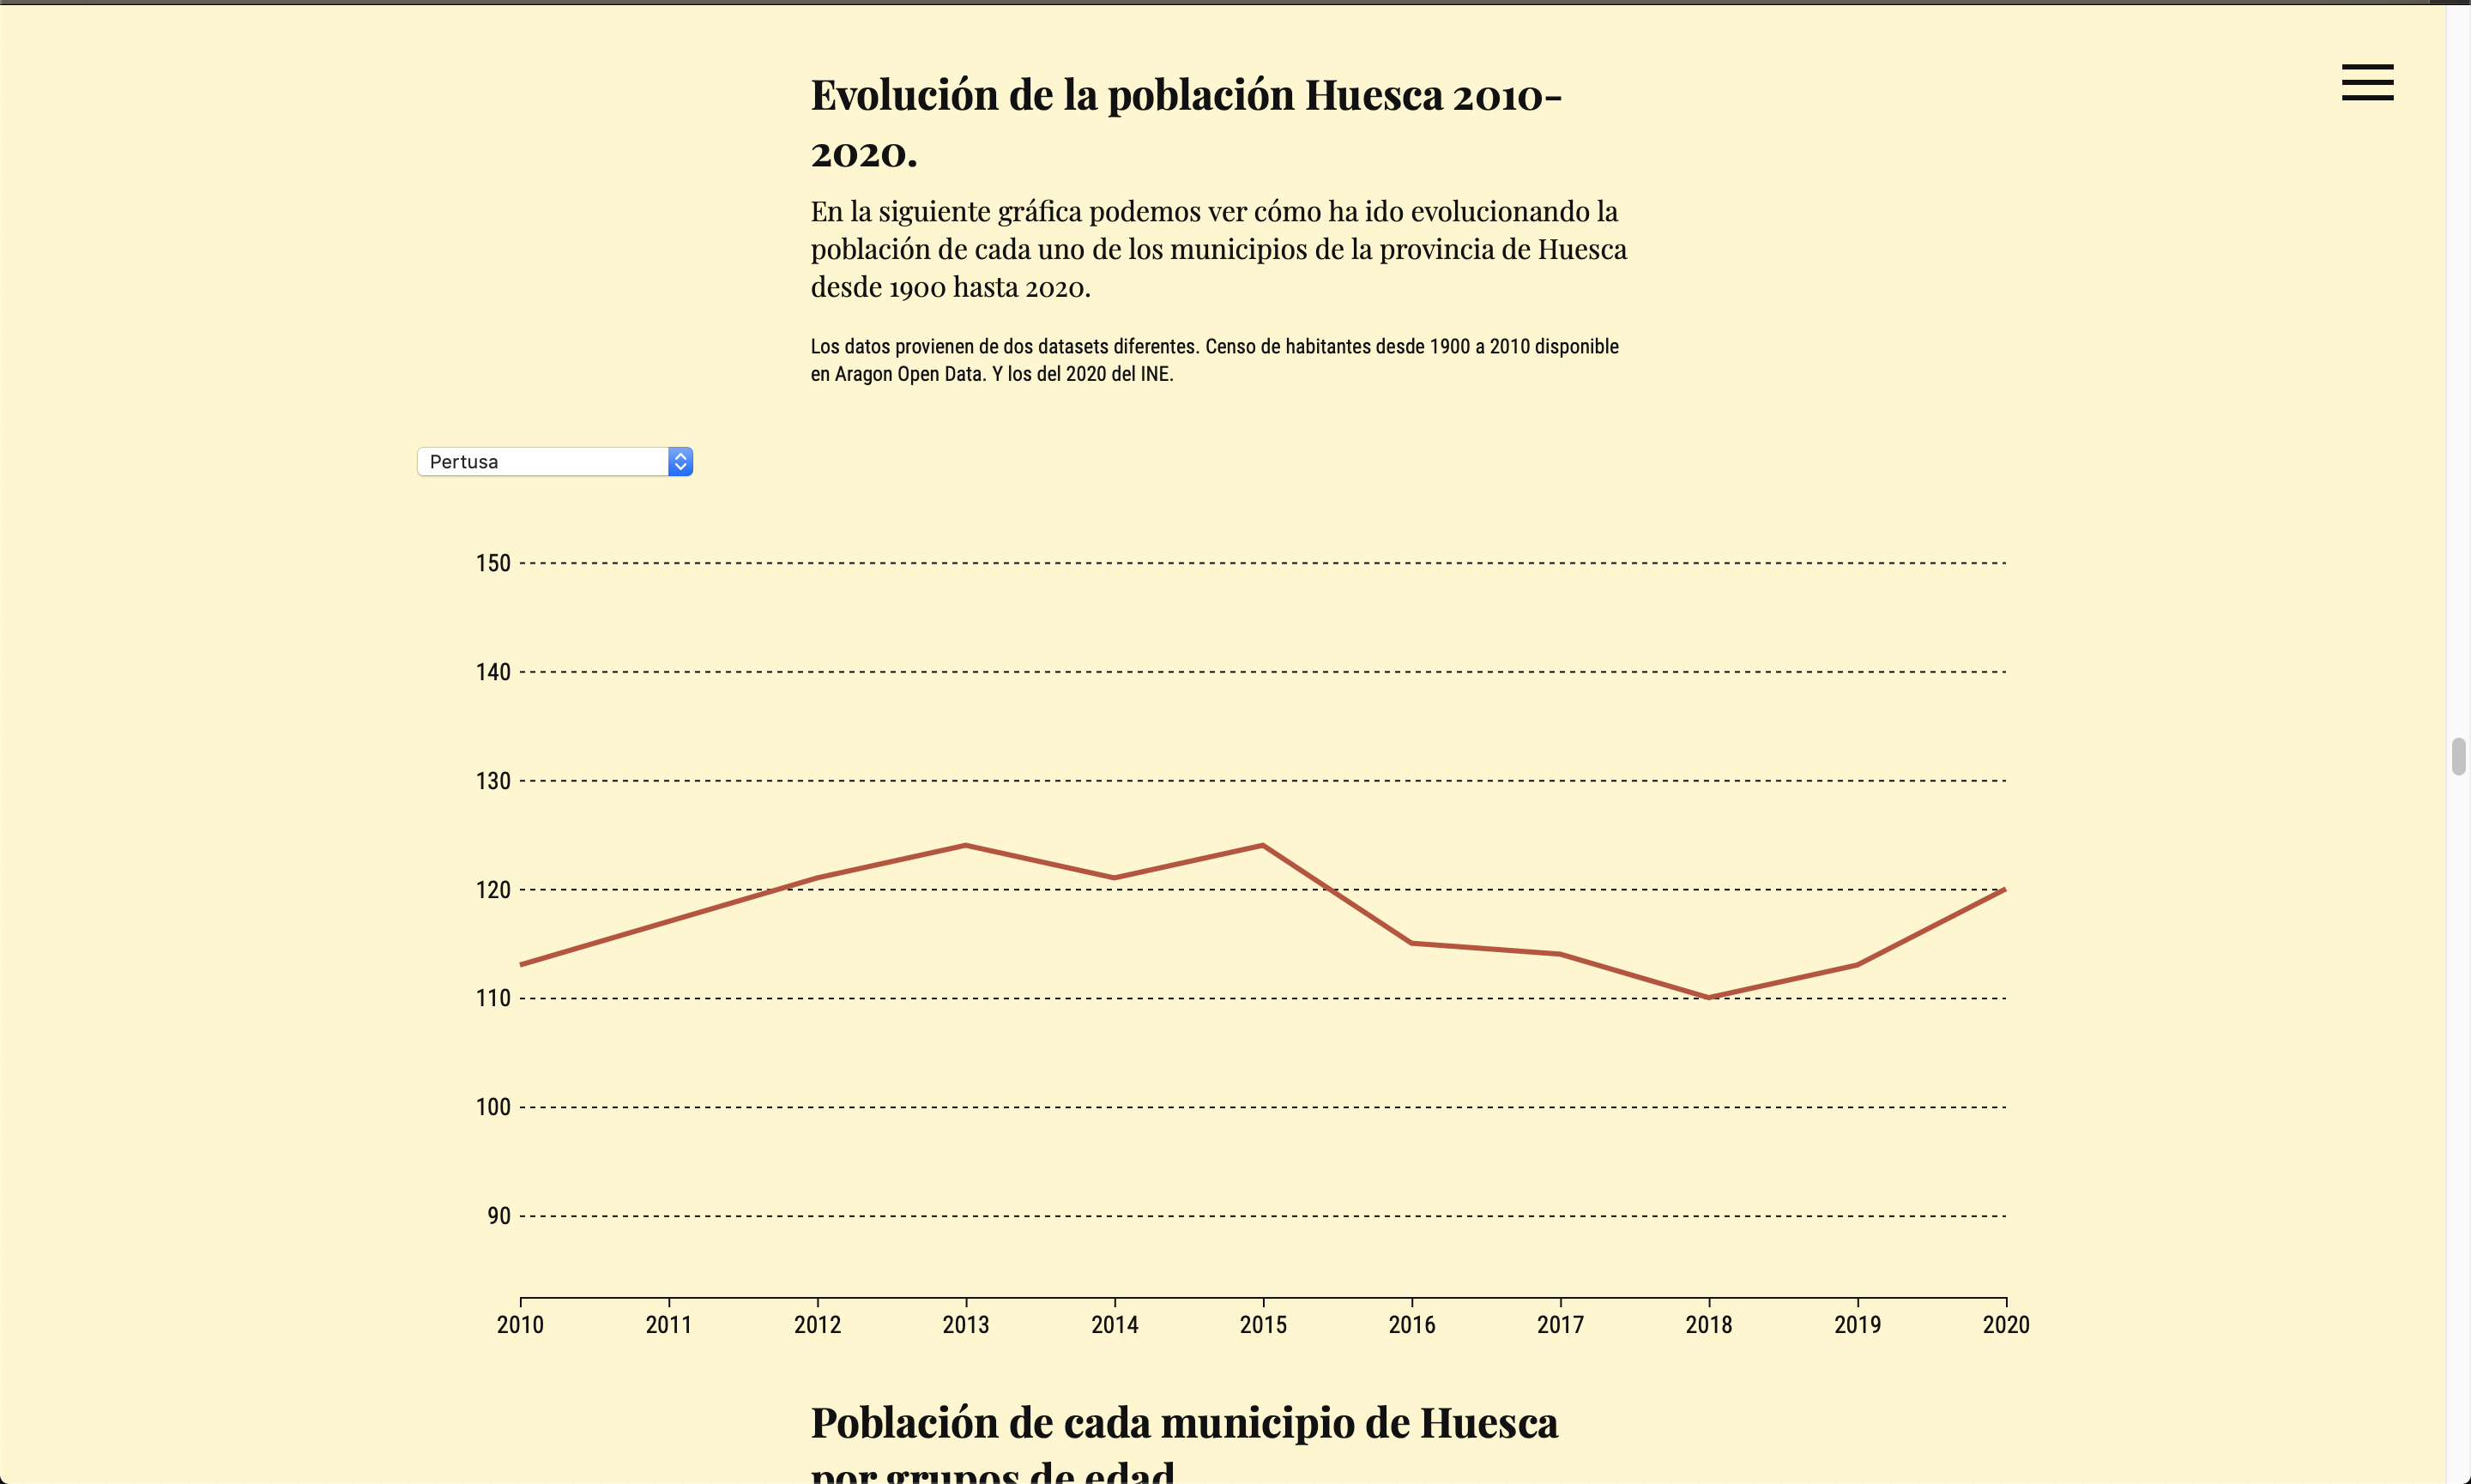 Evolución de la población Huesca 2010-
2020.
En la siguiente gráfica podemos ver cómo ha ido evolucionando la
población de cada uno de los municipios de la provincia de Huesca
desde 1900 hasta 2020.
Los datos provienen de dos datasets diferentes. Censo de habitantes desde 1900 a 2010 disponible
en Aragon Open Data. Y los del 2020 del INE.
Pertusa
150
140
130
120
110
100
90
2010 2011 2012 2013 2014 2015 2016 2017 2018 2019 2020
Población de cada municipio de Huesca
por grupos de edad